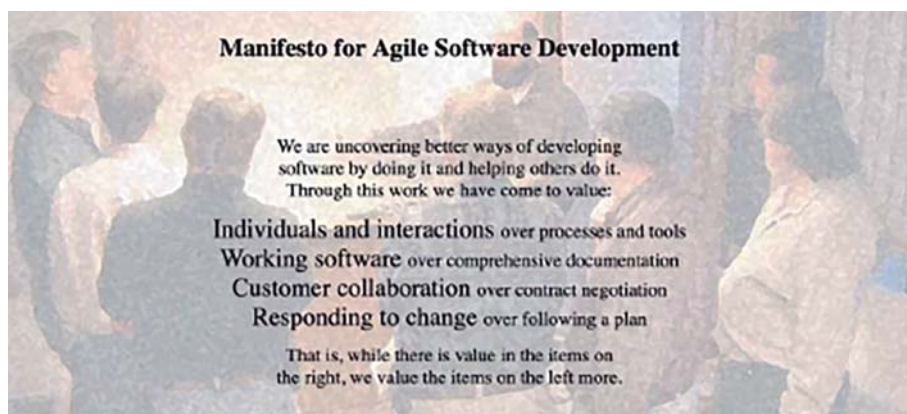 Manifesto for Agile Software Development
We are uncovering better ways of developing
software by doing it and helping others do it.
Through this work we have come to value:
Individuals and interactions over processes and tools
Working software over comprehensive documentation
Customer collaboration over contract negotiation
Responding to change over following a plan
That is, while there is value in the items on
the right, we value the items on the left more.